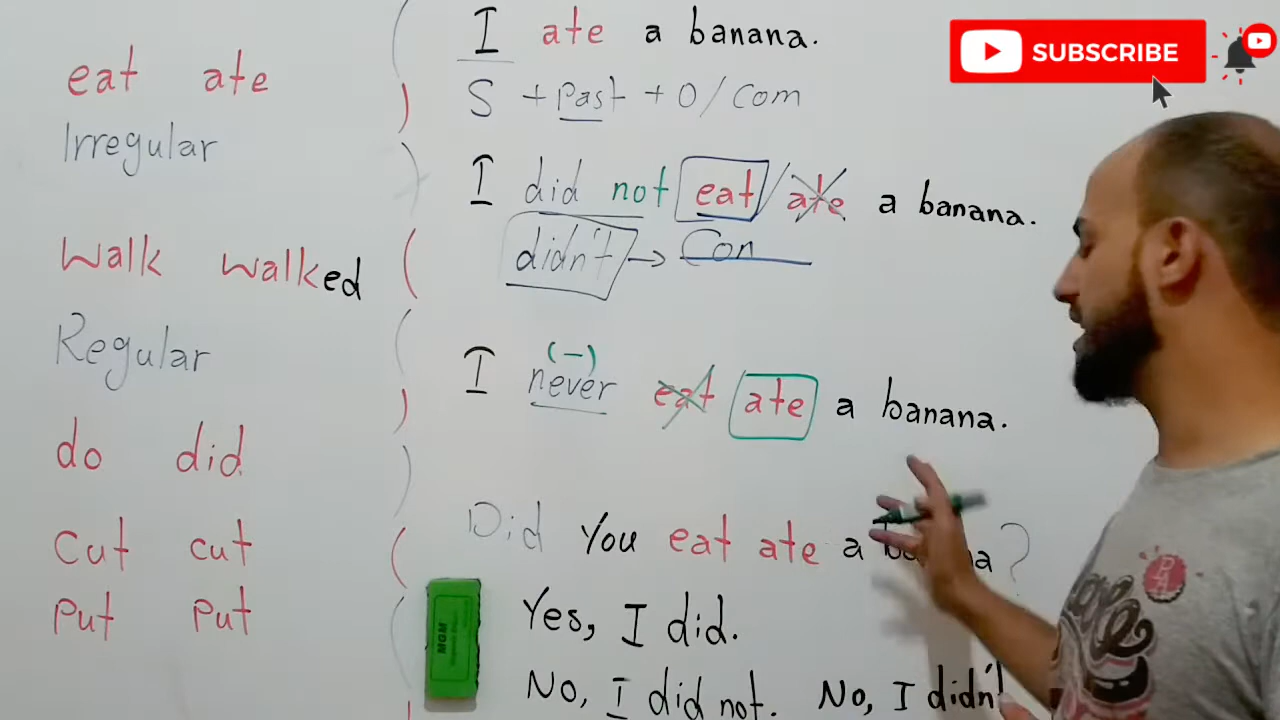 eat ate
Irregular
Walk walked
Regular
do did
Cut cut
Put Put
I ate a banana.
S + past + O / Com
I did not eat / ate a banana.
didn't → Con
I never eat ate a banana.
(-)
Did You eat ate a banana?
Yes, I did.
No, I did not. No, I didn't
MGM
SUBSCRIBE